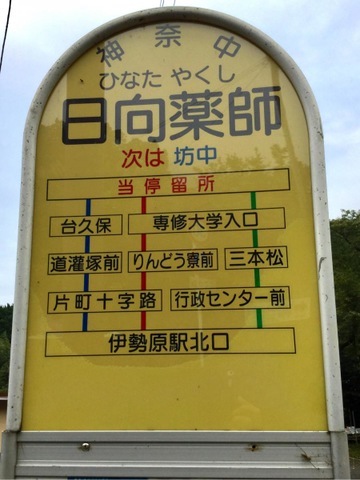 神奈中
ひなた やくし
日向薬師
次は 坊中
当停留所
台久保 専修大学入口
道灌塚前 りんどう寮前 三本松
片町十字路 行政センター前
伊勢原駅北口